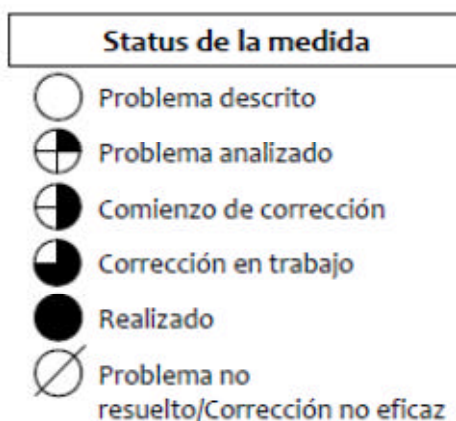 Status de la medida
Problema descrito
Problema analizado
Comienzo de corrección
Corrección en trabajo
Realizado
Problema no
resuelto/Corrección no eficaz